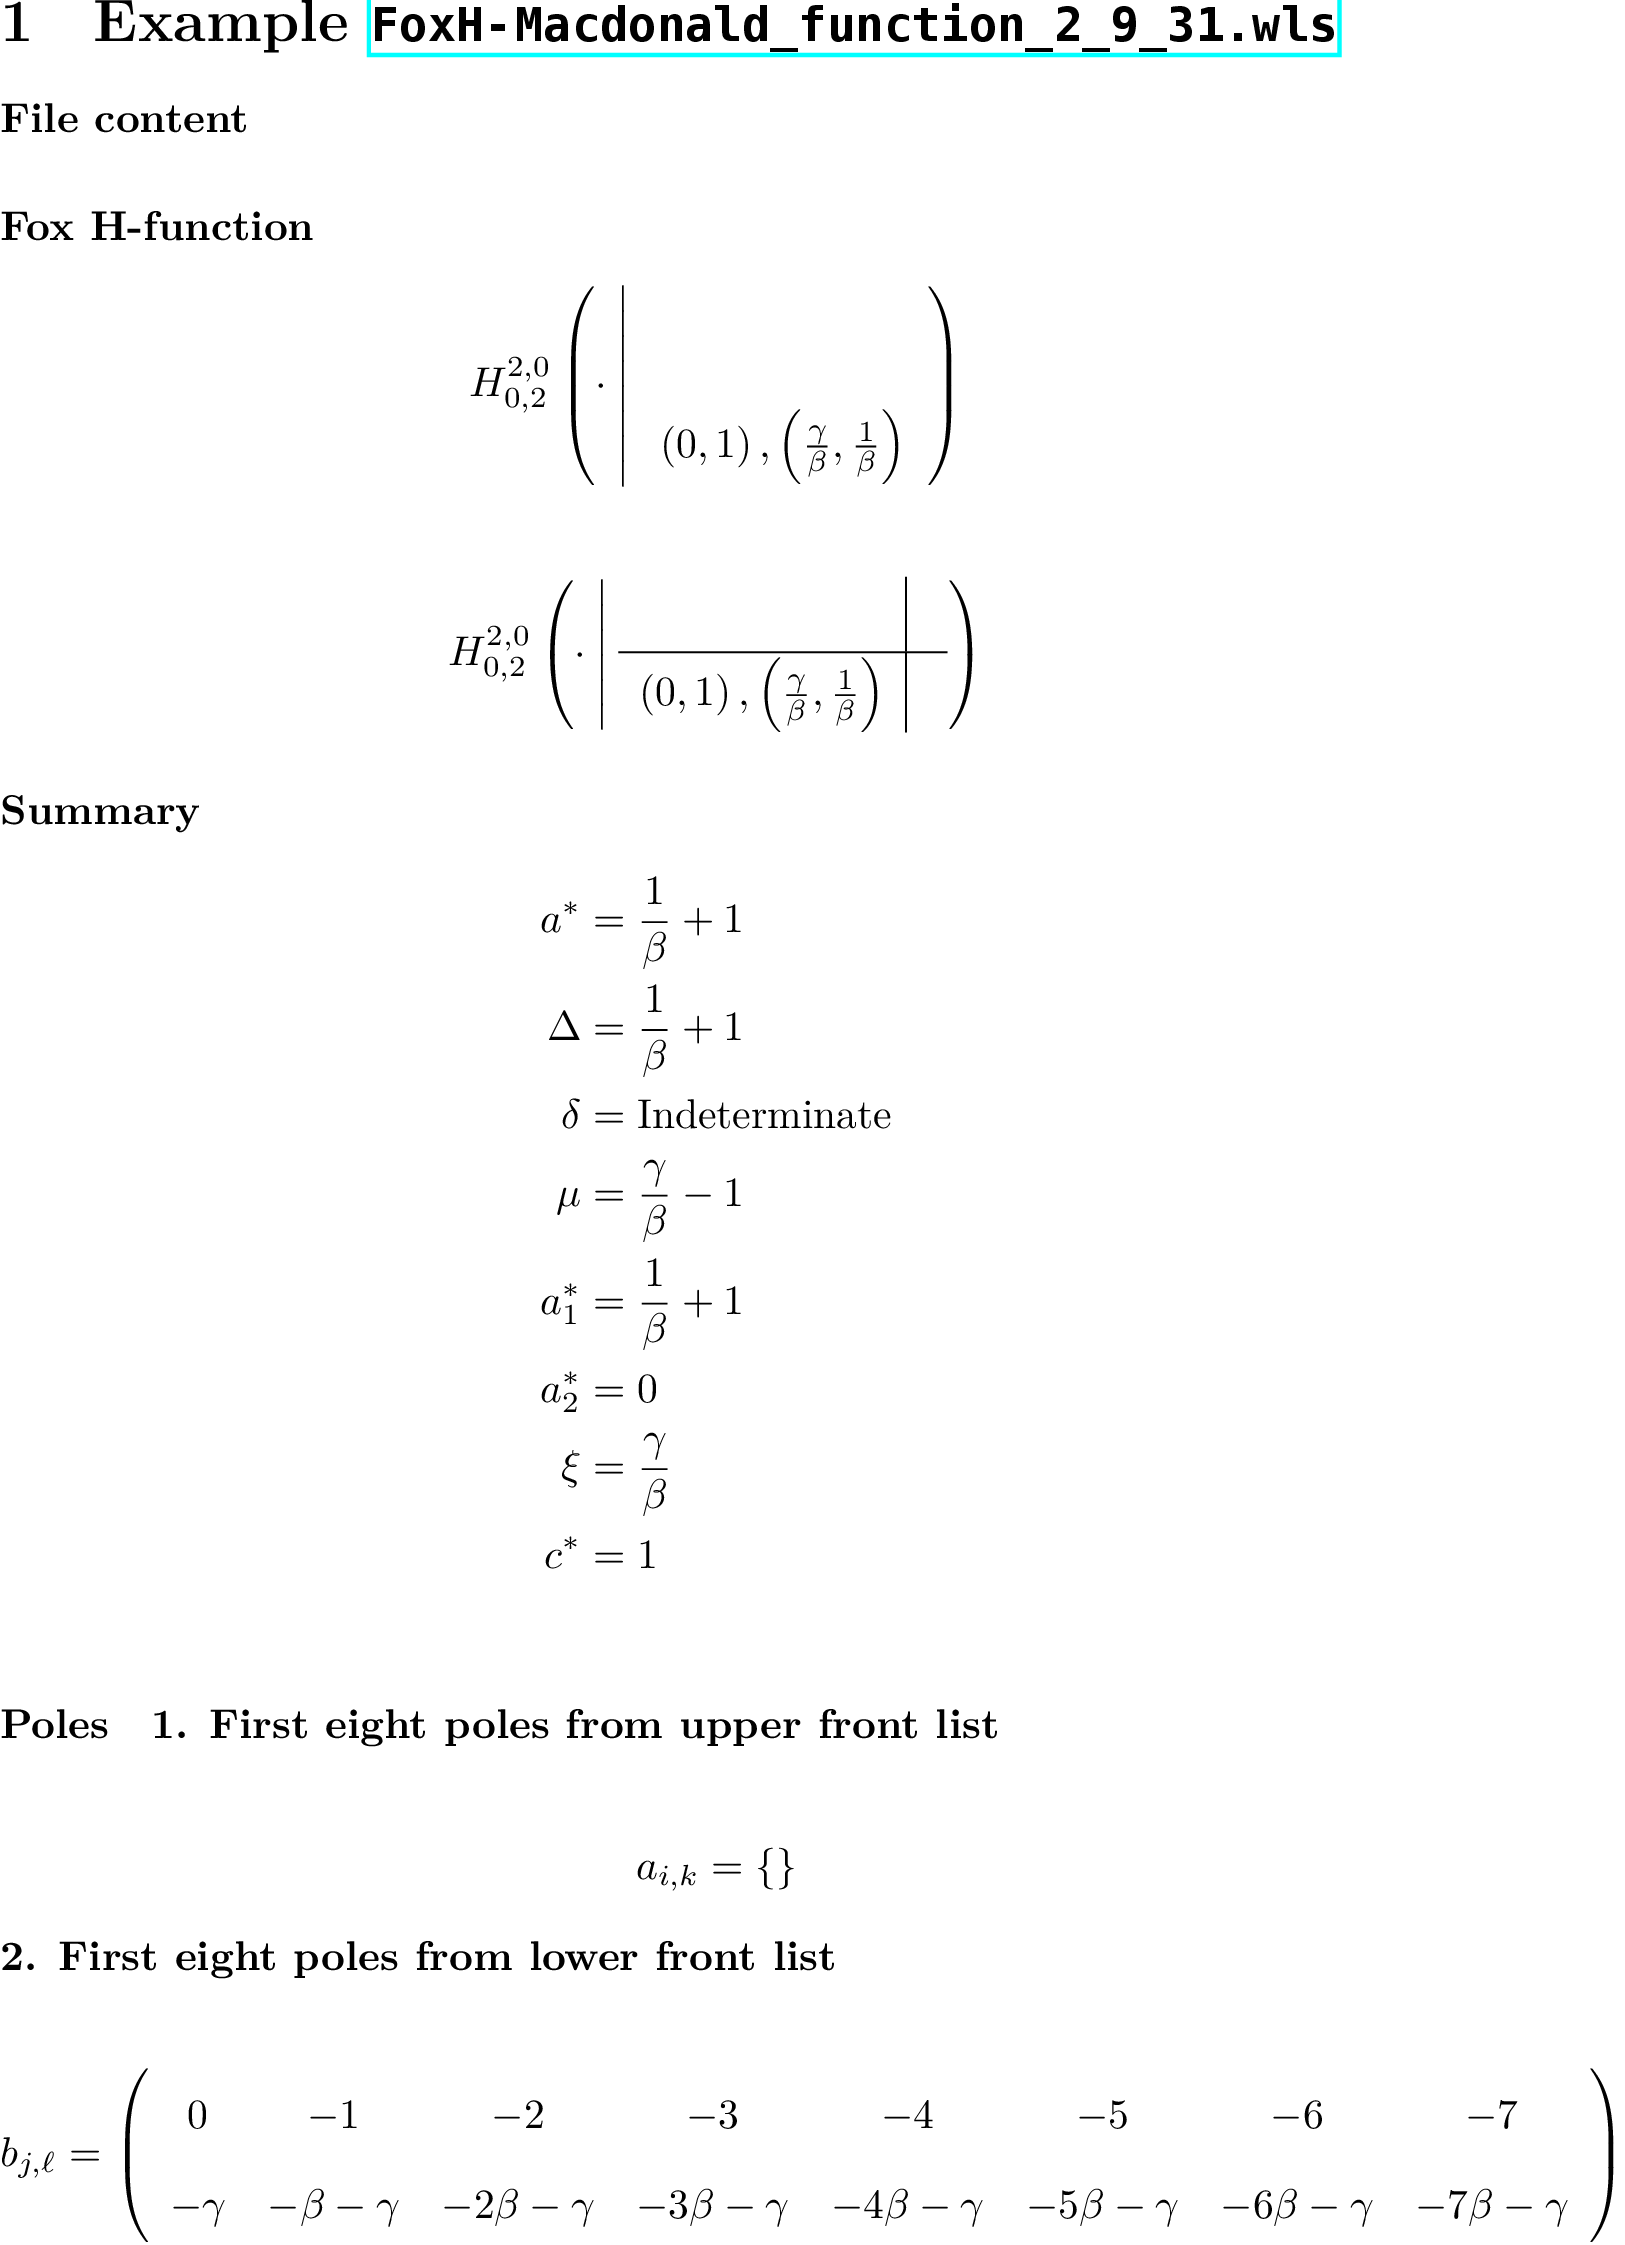 1 Example FoxH-Macdonald_function_2_9_31.wls
File content
Fox H-function
$H_{0,2}^{2,0}\left(\cdot \middle| \begin{array}{c} \\ (0,1), \left(\frac{\gamma}{\beta}, \frac{1}{\beta}\right) \end{array}\right)$
$H_{0,2}^{2,0}\left(\cdot \middle| \begin{array}{c|c} & \\ \hline (0,1), \left(\frac{\gamma}{\beta}, \frac{1}{\beta}\right) & \end{array}\right)$
Summary
$a^* = \frac{1}{\beta} + 1$
$\Delta = \frac{1}{\beta} + 1$
$\delta = \text{Indeterminate}$
$\mu = \frac{\gamma}{\beta} - 1$
$a_1^* = \frac{1}{\beta} + 1$
$a_2^* = 0$
$\xi = \frac{\gamma}{\beta}$
$c^* = 1$
Poles 1. First eight poles from upper front list
$a_{i,k} = \{\}$
2. First eight poles from lower front list
$b_{j,\ell} = \begin{pmatrix} 0 & -1 & -2 & -3 & -4 & -5 & -6 & -7 \\ -\gamma & -\beta-\gamma & -2\beta-\gamma & -3\beta-\gamma & -4\beta-\gamma & -5\beta-\gamma & -6\beta-\gamma & -7\beta-\gamma \end{pmatrix}$